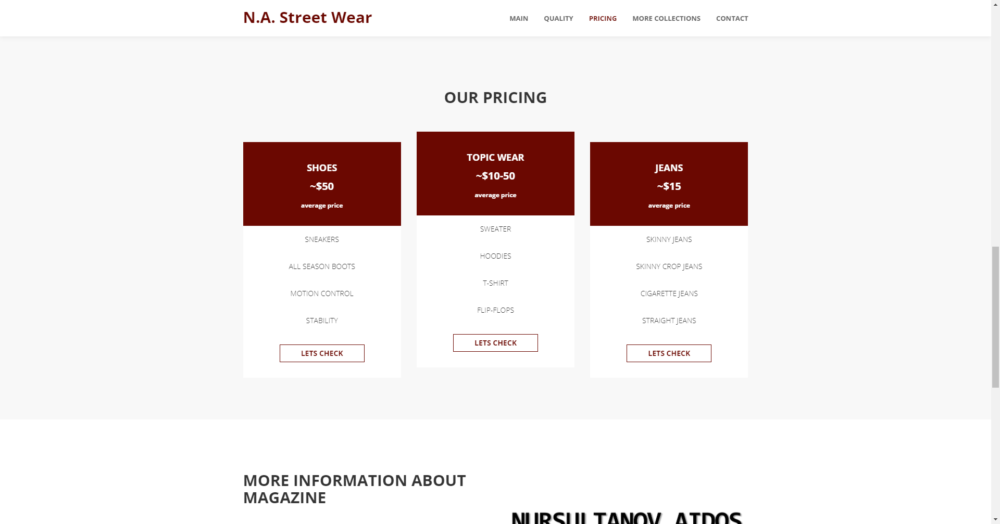 N.A. Street Wear
MAIN QUALITY PRICING MORE COLLECTIONS CONTACT
OUR PRICING
SHOES
~$50
average price
SNEAKERS
ALL SEASON BOOTS
MOTION CONTROL
STABILITY
LETS CHECK
TOPIC WEAR
~$10-50
average price
SWEATER
HOODIES
T-SHIRT
FLIP-FLOPS
LETS CHECK
JEANS
~$15
average price
SKINNY JEANS
SKINNY CROP JEANS
CIGARETTE JEANS
STRAIGHT JEANS
LETS CHECK
MORE INFORMATION ABOUT
MAGAZINE
NURSULTANOV AIDOS